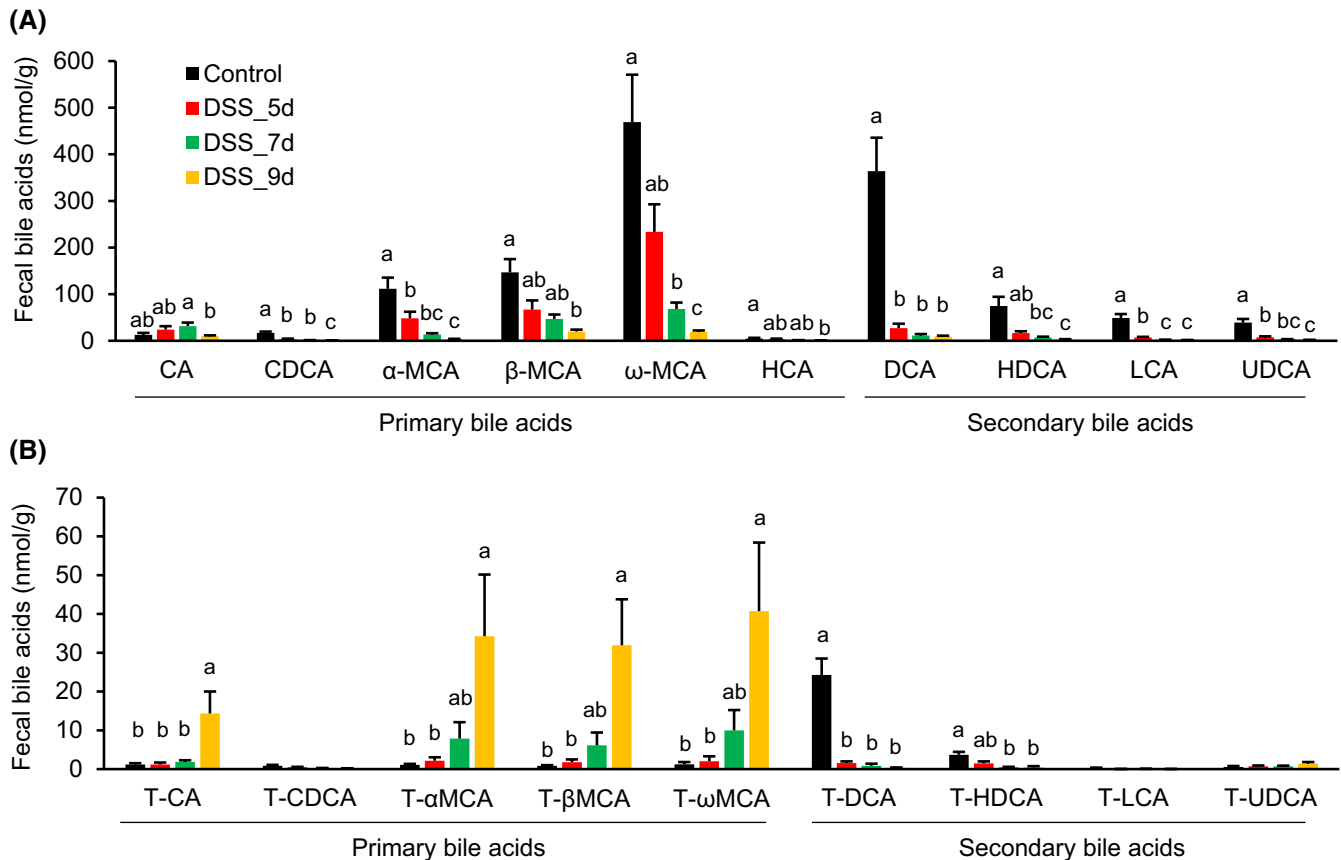 (A)
Fecal bile acids (nmol/g)
600
500
400
300
200
100
0
Control
DSS_5d
DSS_7d
DSS_9d
ab ab a b
a b b c
a b bc c
a ab ab b
a ab b c
a ab ab b
a b b b
a ab bc c
a b c c
a b bc c
CA CDCA α-MCA β-MCA ω-MCA HCA DCA HDCA LCA UDCA
Primary bile acids Secondary bile acids
(B)
Fecal bile acids (nmol/g)
70
60
50
40
30
20
10
0
b b b a
b b ab a
b b ab a
b b ab a
a b b b
a ab b b
T-CA T-CDCA T-αMCA T-βMCA T-ωMCA T-DCA T-HDCA T-LCA T-UDCA
Primary bile acids Secondary bile acids